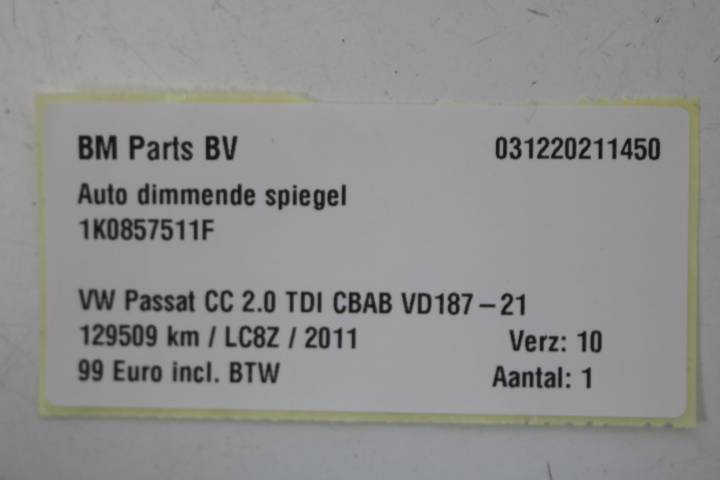 BM Parts BV 031220211450
Auto dimmende spiegel
1K0857511F
VW Passat CC 2.0 TDI CBAB VD187-21
129509 km / LC8Z / 2011 Verz: 10
99 Euro incl. BTW Aantal: 1